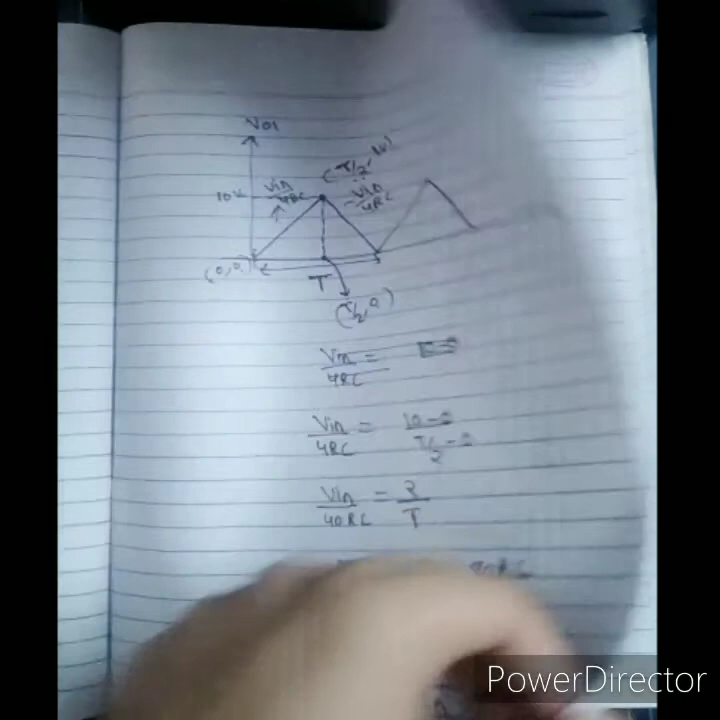 Vo1
(T/2, 10)
10v
Vin/4RC
-Vin/4RC
(0,0)
T
(T/2, 0)
Vin/4RC =
Vin/4RC = 10-0/T/2-0
Vin/40RC = 2/T
PowerDirector